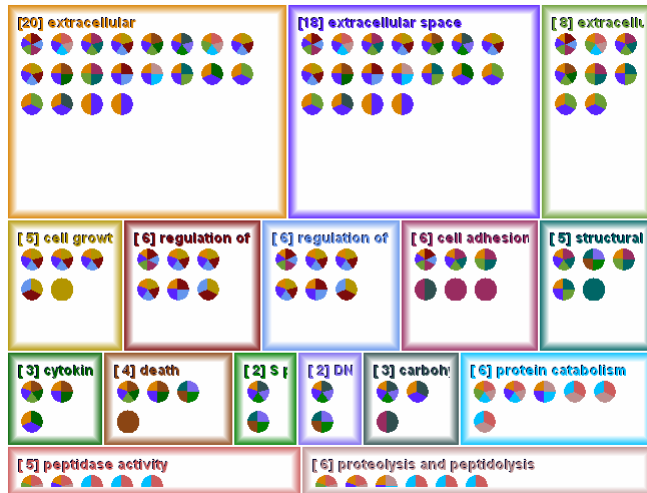 [20] extracellular
[18] extracellular space
[ 8] extracellu
[ 5] cell growt
[ 6] regulation of
[ 6] regulation of
[ 6] cell adhesion
[ 5] structural
[ 3] cytokin
[ 4] death
[ 2] S p
[ 2] DN
[ 3] carbohy
[ 6] protein catabolism
[ 5] peptidase activity
[ 6] proteolysis and peptidolysis